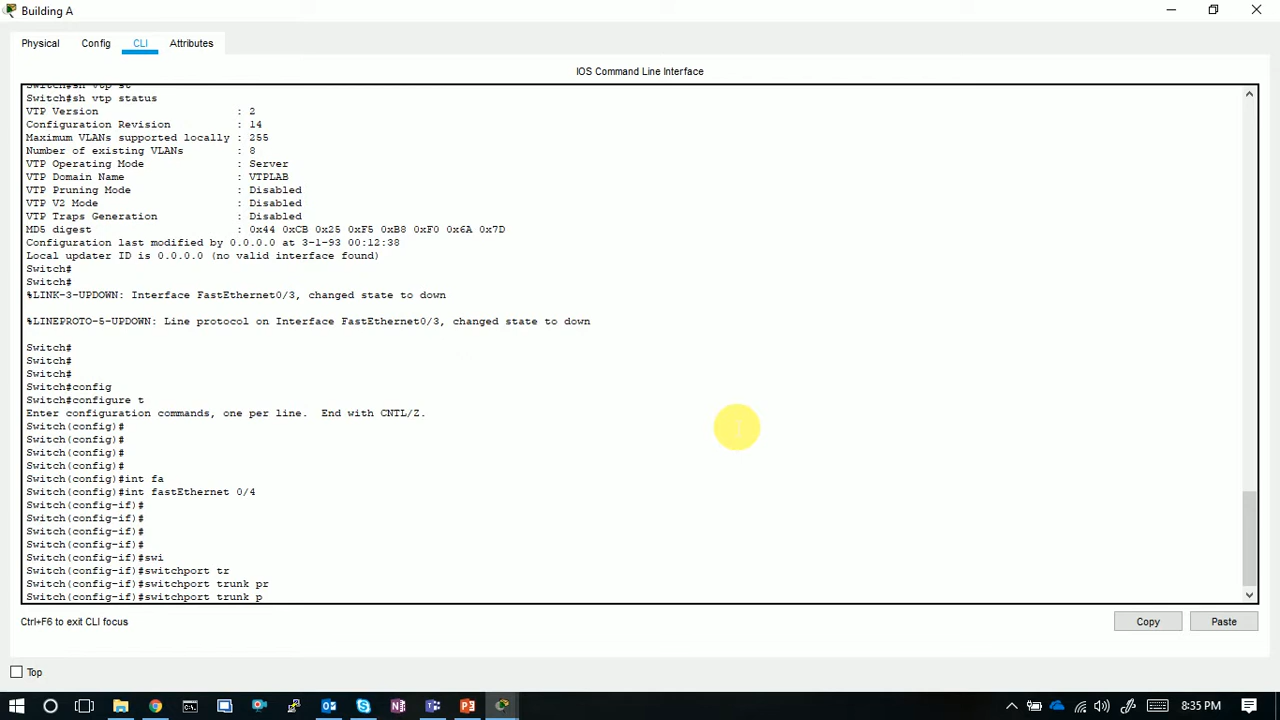 Building A
Physical Config CLI Attributes
IOS Command Line Interface
Switch#sh vtp st
Switch#sh vtp status
VTP Version : 2
Configuration Revision : 14
Maximum VLANs supported locally : 255
Number of existing VLANs : 8
VTP Operating Mode : Server
VTP Domain Name : VTPLAB
VTP Pruning Mode : Disabled
VTP V2 Mode : Disabled
VTP Traps Generation : Disabled
MD5 digest : 0x44 0xCB 0x25 0xF5 0xB8 0xF0 0x6A 0x7D
Configuration last modified by 0.0.0.0 at 3-1-93 00:12:38
Local updater ID is 0.0.0.0 (no valid interface found)
Switch#
Switch#
%LINK-3-UPDOWN: Interface FastEthernet0/3, changed state to down
%LINEPROTO-5-UPDOWN: Line protocol on Interface FastEthernet0/3, changed state to down
Switch#
Switch#
Switch#
Switch#config
Switch#configure t
Enter configuration commands, one per line. End with CNTL/Z.
Switch(config)#
Switch(config)#
Switch(config)#
Switch(config)#
Switch(config)#int fa
Switch(config)#int fastEthernet 0/4
Switch(config-if)#
Switch(config-if)#
Switch(config-if)#
Switch(config-if)#
Switch(config-if)#swi
Switch(config-if)#switchport tr
Switch(config-if)#switchport trunk pr
Switch(config-if)#switchport trunk p
Ctrl+F6 to exit CLI focus
Copy Paste
Top
8:35 PM